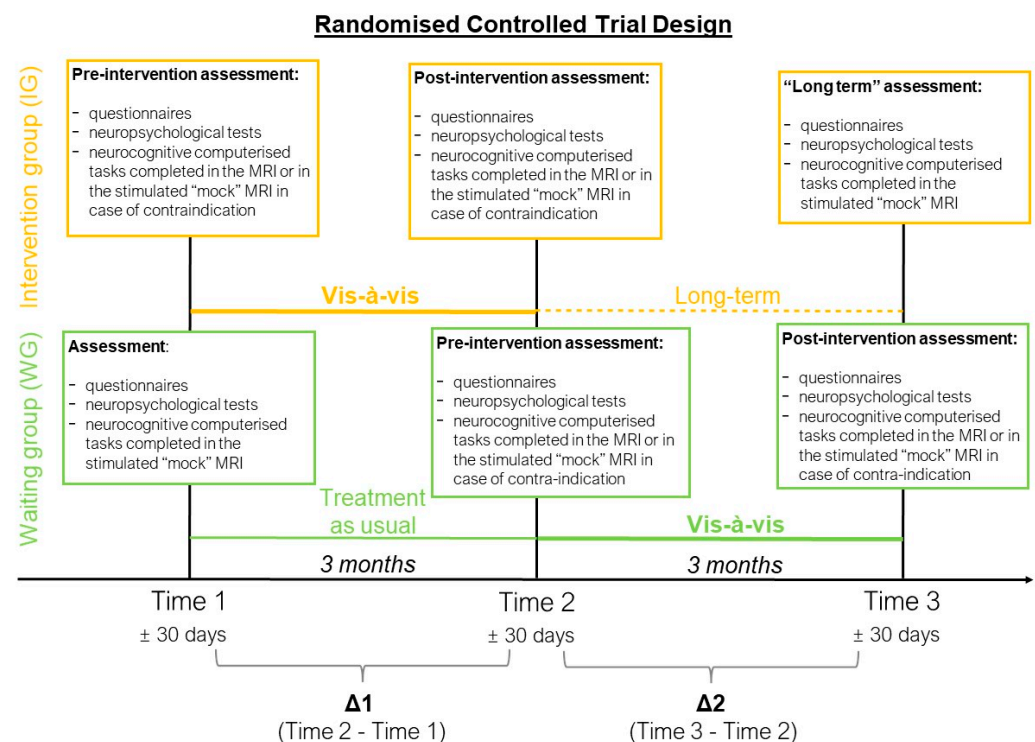 Randomised Controlled Trial Design
Intervention group (IG)
Pre-intervention assessment:
- questionnaires
- neuropsychological tests
- neurocognitive computerised
tasks completed in the MRI or in
the stimulated “mock” MRI in
case of contraindication
Post-intervention assessment:
- questionnaires
- neuropsychological tests
- neurocognitive computerised
tasks completed in the MRI or in
the stimulated “mock” MRI in
case of contraindication
“Long term” assessment:
- questionnaires
- neuropsychological tests
- neurocognitive computerised
tasks completed in the
stimulated “mock” MRI
Vis-à-vis
Long-term
Waiting group (WG)
Assessment:
- questionnaires
- neuropsychological tests
- neurocognitive computerised
tasks completed in the
stimulated “mock” MRI
Pre-intervention assessment:
- questionnaires
- neuropsychological tests
- neurocognitive computerised
tasks completed in the MRI or in
the stimulated “mock” MRI in
case of contra-indication
Post-intervention assessment:
- questionnaires
- neuropsychological tests
- neurocognitive computerised
tasks completed in the MRI or in
the stimulated “mock” MRI in
case of contra-indication
Treatment
as usual
Vis-à-vis
3 months
3 months
Time 1
Time 2
Time 3
± 30 days
± 30 days
± 30 days
Δ1
(Time 2 - Time 1)
Δ2
(Time 3 - Time 2)